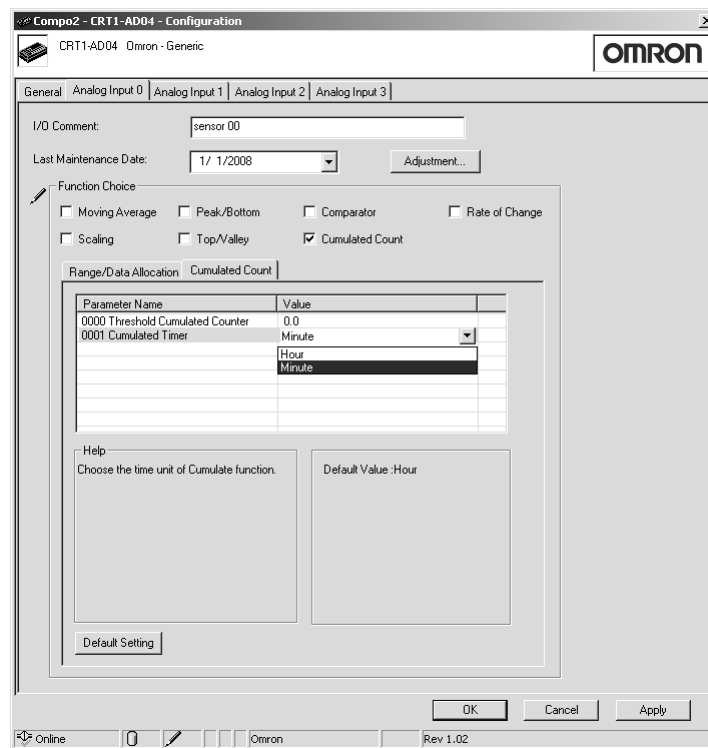 Compo2 - CRT1-AD04 - Configuration
CRT1-AD04 Omron - Generic
OMRON
General Analog Input 0 Analog Input 1 Analog Input 2 Analog Input 3
I/O Comment: sensor 00
Last Maintenance Date: 1/ 1/2008 Adjustment...
Function Choice
Moving Average Peak/Bottom Comparator Rate of Change
Scaling Top/Valley Cumulated Count
Range/Data Allocation Cumulated Count
Parameter Name Value
0000 Threshold Cumulated Counter 0.0
0001 Cumulated Timer Minute
Hour
Minute
Help
Choose the time unit of Cumulate function. Default Value :Hour
Default Setting
OK Cancel Apply
Online Omron Rev 1.02